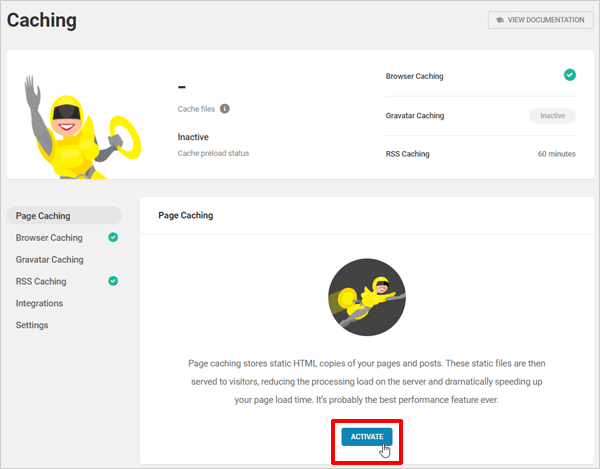 Caching
VIEW DOCUMENTATION
–
Cache files
Inactive
Cache preload status
Browser Caching
Gravatar Caching Inactive
RSS Caching 60 minutes
Page Caching
Browser Caching
Gravatar Caching
RSS Caching
Integrations
Settings
Page Caching
Page caching stores static HTML copies of your pages and posts. These static files are then
served to visitors, reducing the processing load on the server and dramatically speeding up
your page load time. It's probably the best performance feature ever.
ACTIVATE